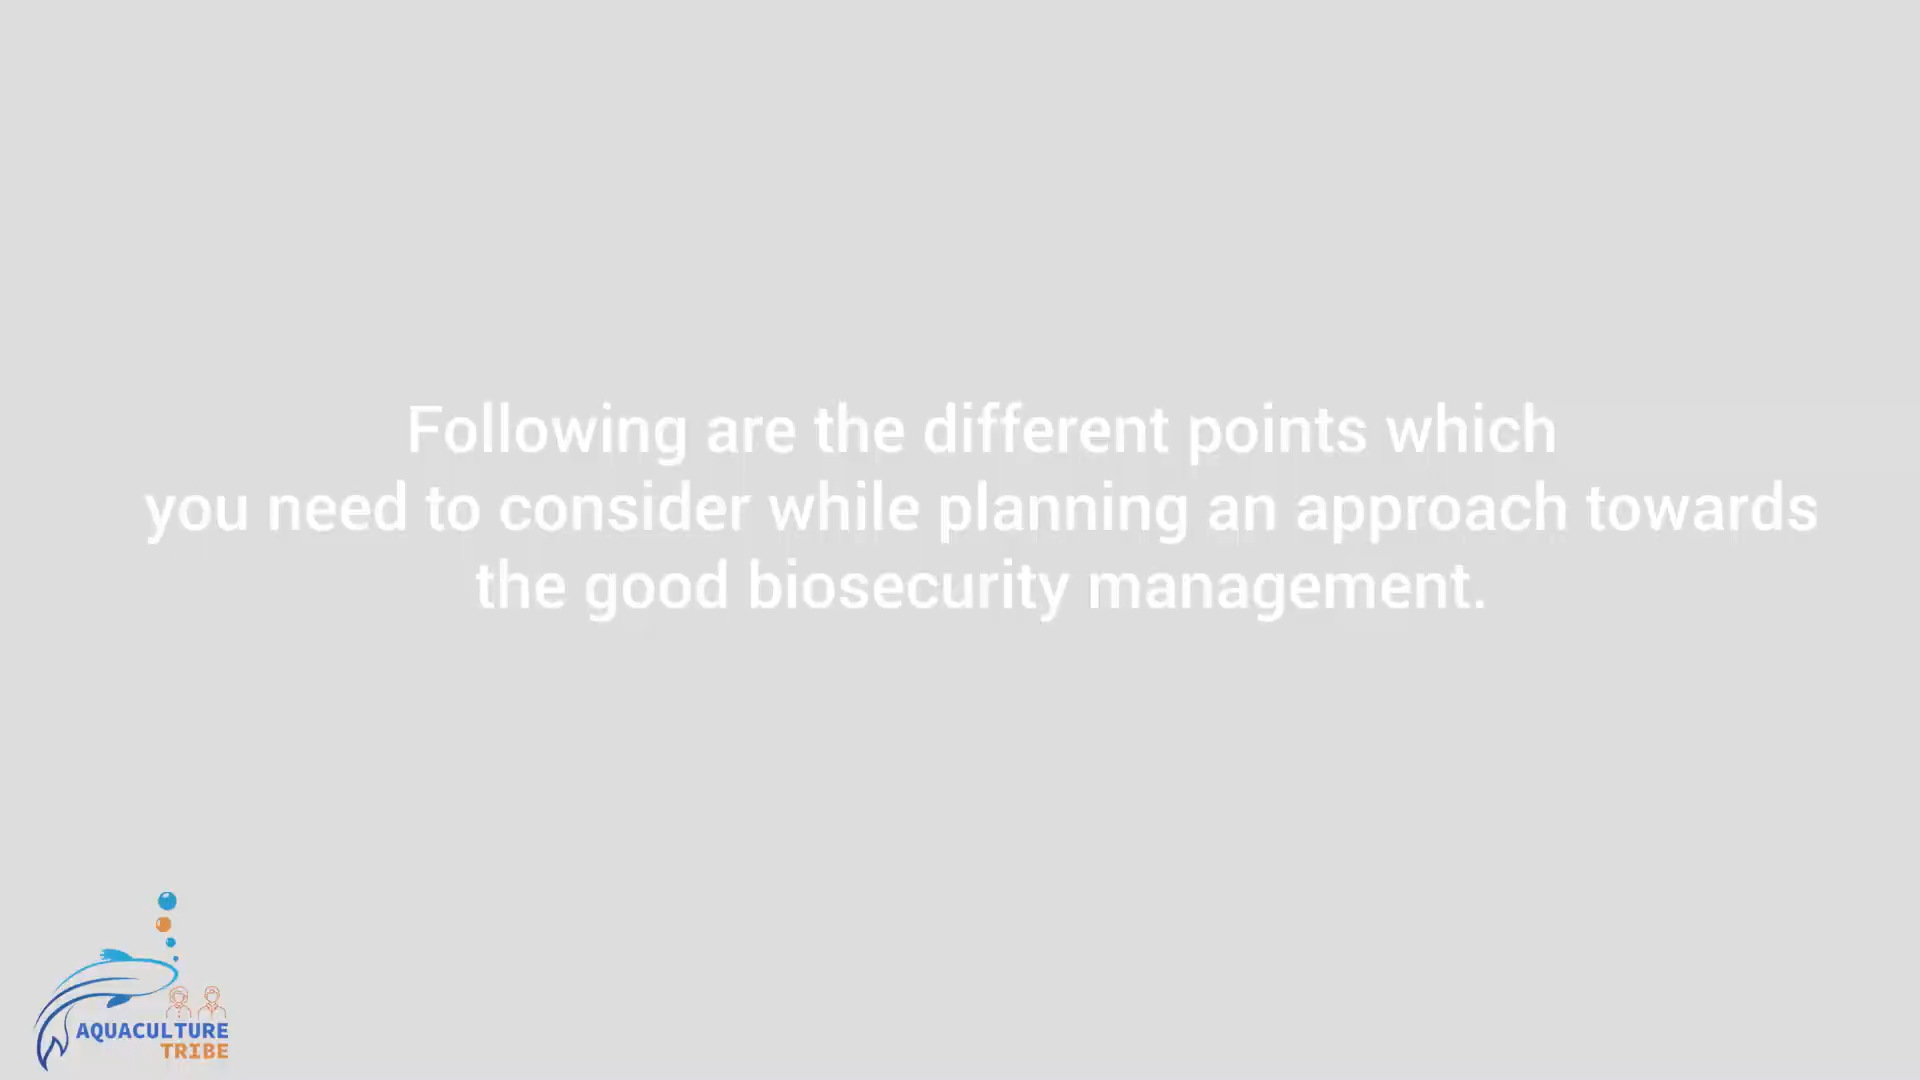 Following are the different points which
you need to consider while planning an approach towards
the good biosecurity management.
AQUACULTURE
TRIBE